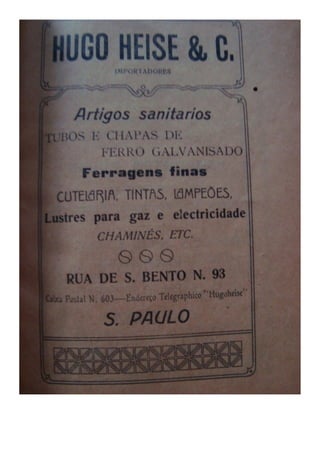 HUGO HEISE & C.
IMPORTADORES
Artigos sanitarios
TUBOS E CHAPAS DE
FERRO GALVANISADO
Ferragens finas
CUTELARIA, TINTAS, LAMPEÕES,
Lustres para gaz e electricidade
CHAMINÉS, ETC.
RUA DE S. BENTO N. 93
Caixa Postal N. 603—Endereço Telegraphico "Hugoheise"
S. PAULO